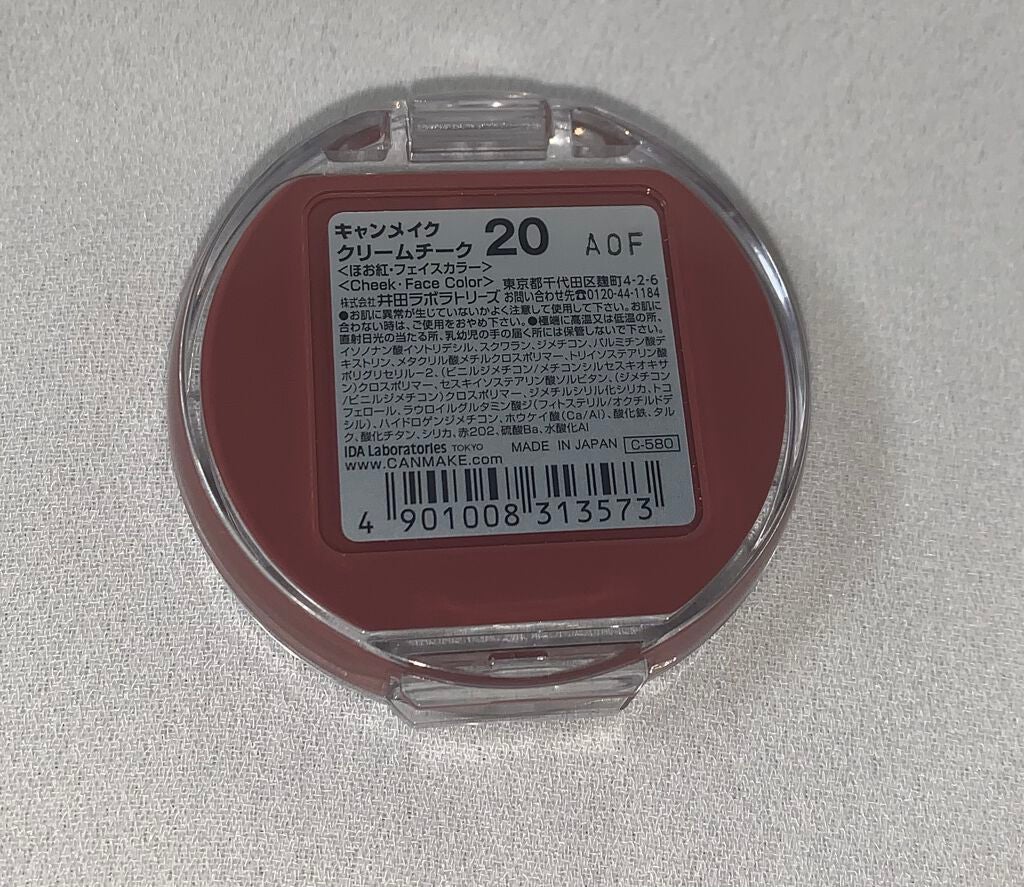 キャンメイク
クリームチーク 20 AOF
<ほお紅・フェイスカラー>
<Cheek・Face Color> 東京都千代田区麹町4-2-6
株式会社 井田ラボラトリーズ お問い合わせ先☎0120-44-1184
●お肌に異常が生じていないかよく注意して使用して下さい。お肌に
合わない時は、ご使用をおやめ下さい。●極端に高温又は低温の所、
直射日光の当たる所、乳幼児の手の届く所には保管しないで下さい。
イソノナン酸イソトリデシル、スクワラン、ジメチコン、パルミチン酸デ
キストリン、メタクリル酸メチルクロスポリマー、トリイソステアリン酸
ポリグリセリル-2、(ビニルジメチコン/メチコンシルセスキオキサ
ン)クロスポリマー、セスキイソステアリン酸ソルビタン、(ジメチコン
/ビニルジメチコン)クロスポリマー、ジメチルシリル化シリカ、トコ
フェロール、ラウロイルグルタミン酸ジ(フィトステリル/オクチルドデ
シル)、ハイドロゲンジメチコン、ホウケイ酸(Ca/Al)、酸化鉄、タル
ク、酸化チタン、シリカ、赤202、硫酸Ba、水酸化Al
IDA Laboratories TOKYO MADE IN JAPAN C-580
www.CANMAKE.com
4 901008 313573